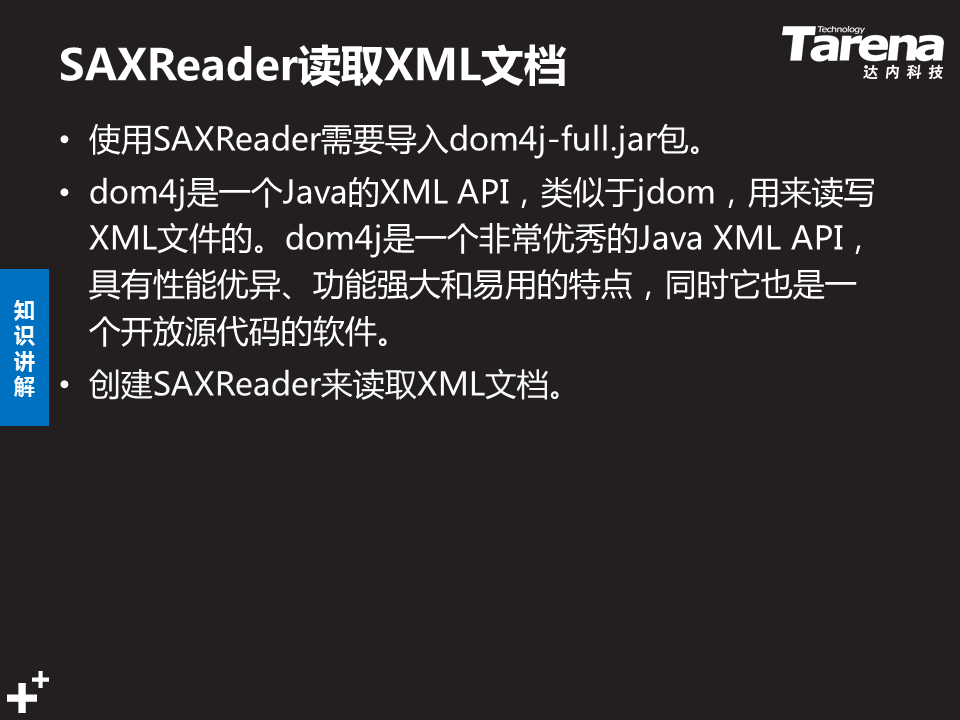 SAXReader读取XML文档
Technology
Tarena
达内科技
• 使用SAXReader需要导入dom4j-full.jar包。
• dom4j是一个Java的XML API，类似于jdom，用来读写
XML文件的。dom4j是一个非常优秀的Java XML API，
具有性能优异、功能强大和易用的特点，同时它也是一
个开放源代码的软件。
• 创建SAXReader来读取XML文档。
知
识
讲
解